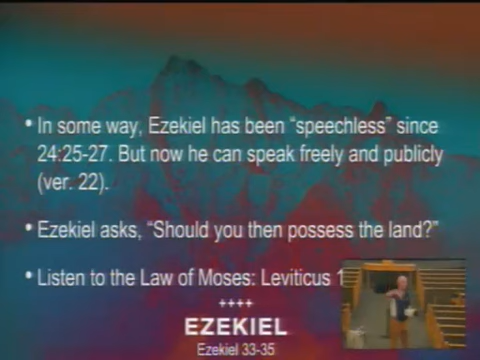 • In some way, Ezekiel has been “speechless” since
24:25-27. But now he can speak freely and publicly
(ver. 22).
• Ezekiel asks, “Should you then possess the land?”
• Listen to the Law of Moses: Leviticus 1
++++
EZEKIEL
Ezekiel 33-35